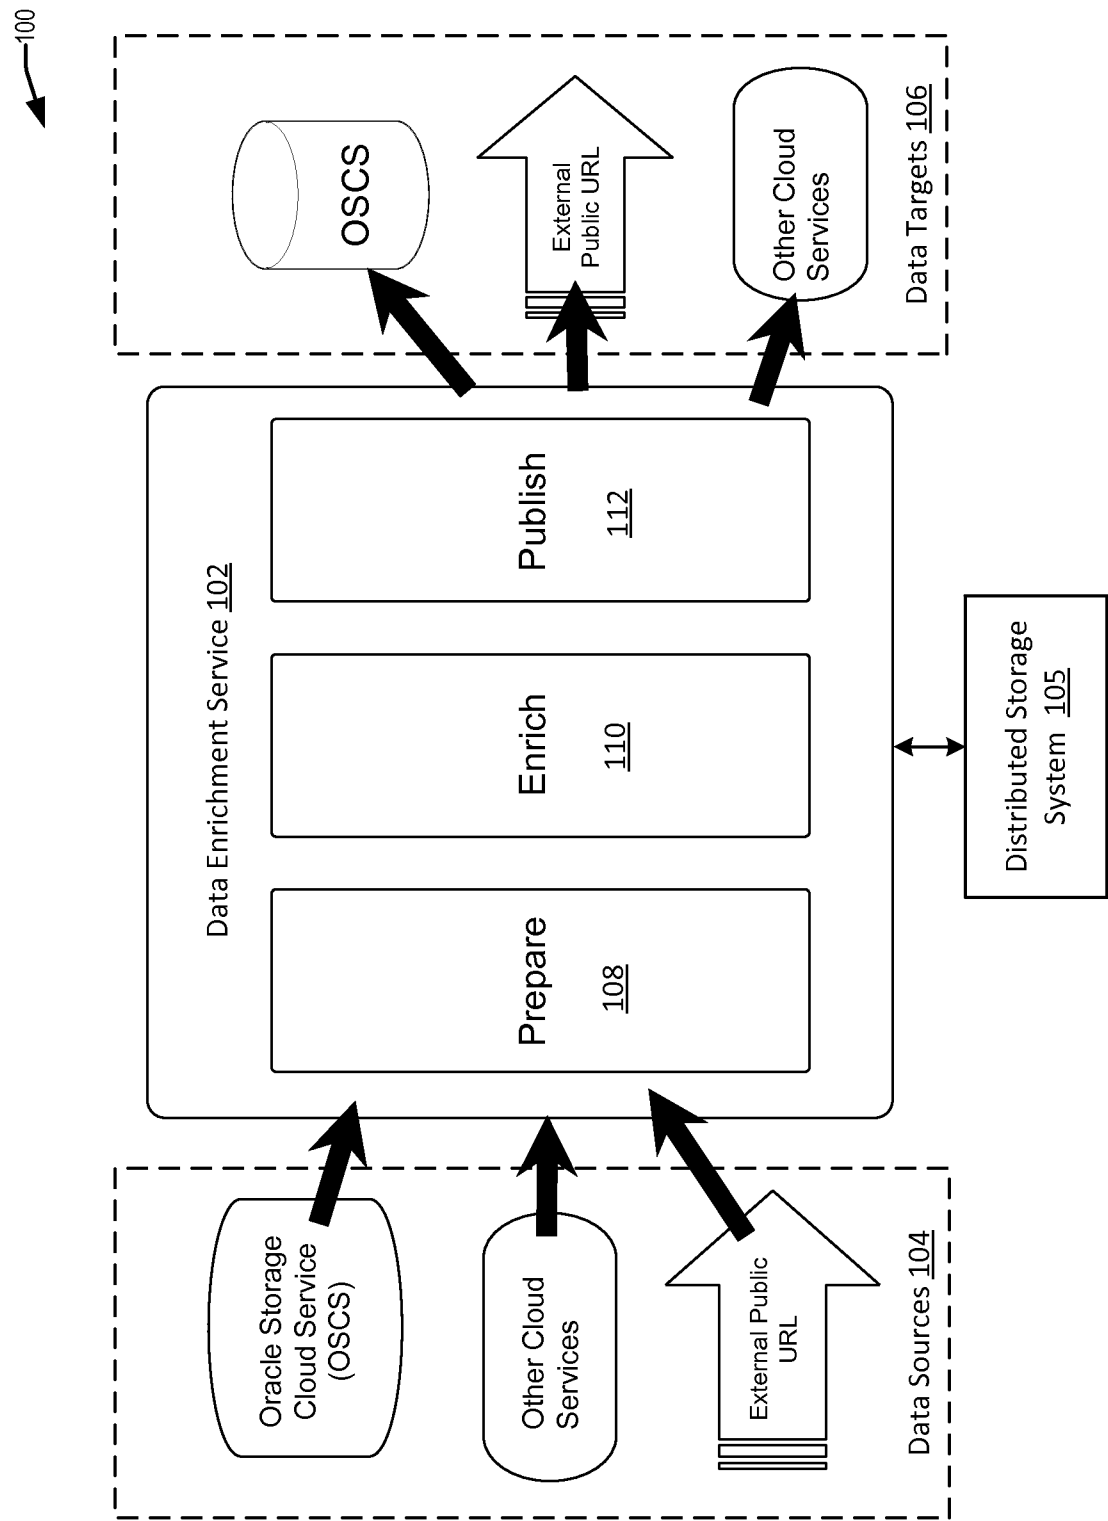 100
Data Enrichment Service 102
Oracle Storage
Cloud Service
(OSCS)
Other Cloud
Services
External Public
URL
Data Sources 104
Prepare
108
Enrich
110
Publish
112
OSCS
External
Public URL
Other Cloud
Services
Data Targets 106
Distributed Storage
System 105